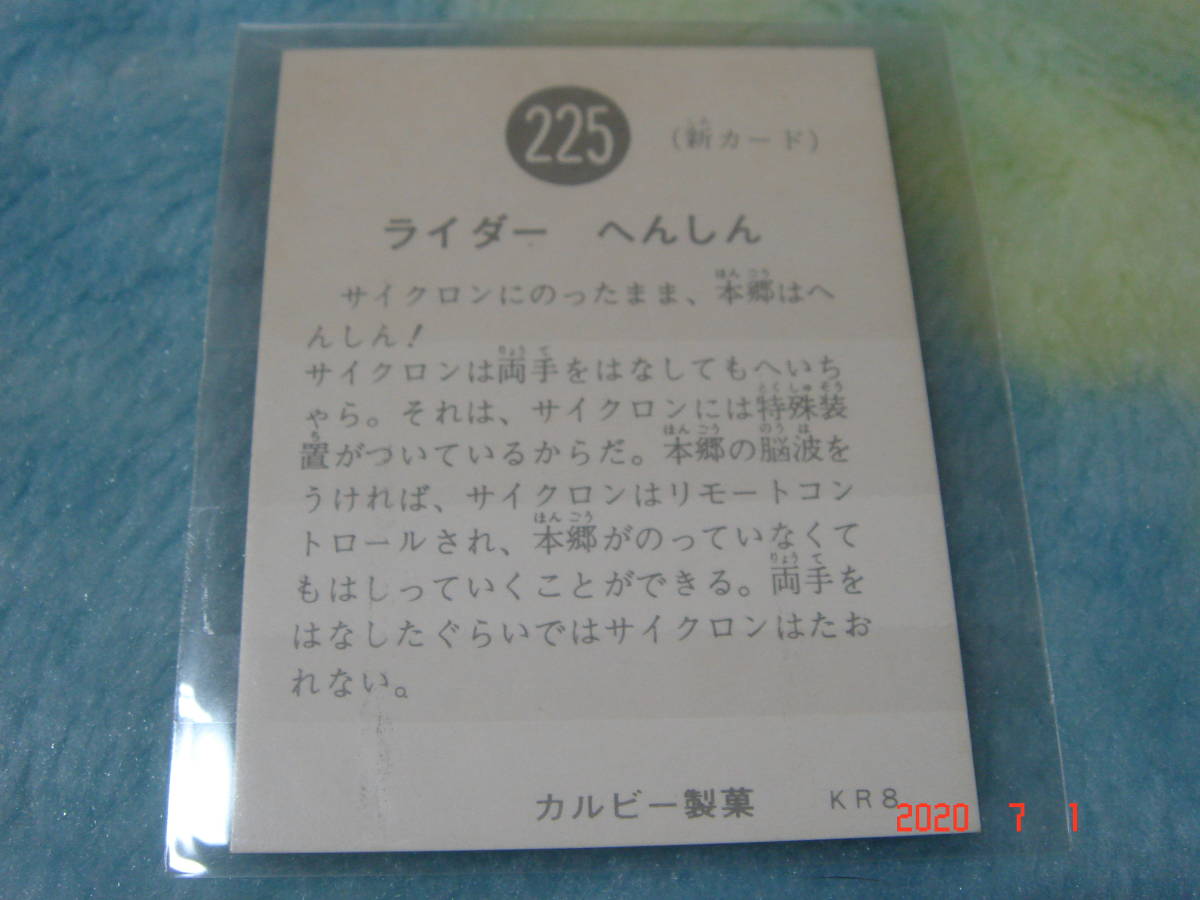 225 (新カード)
ライダー へんしん
サイクロンにのったまま、本郷はへ
んしん!
サイクロンは両手をはなしてもへいち
ゃら。それは、サイクロンには特殊装
置がついているからだ。本郷の脳波を
うければ、サイクロンはリモートコン
トロールされ、本郷がのっていなくて
もはしっていくことができる。両手を
はなしたぐらいではサイクロンはたお
れない。
カルビー製菓 KR8
2020 7 1